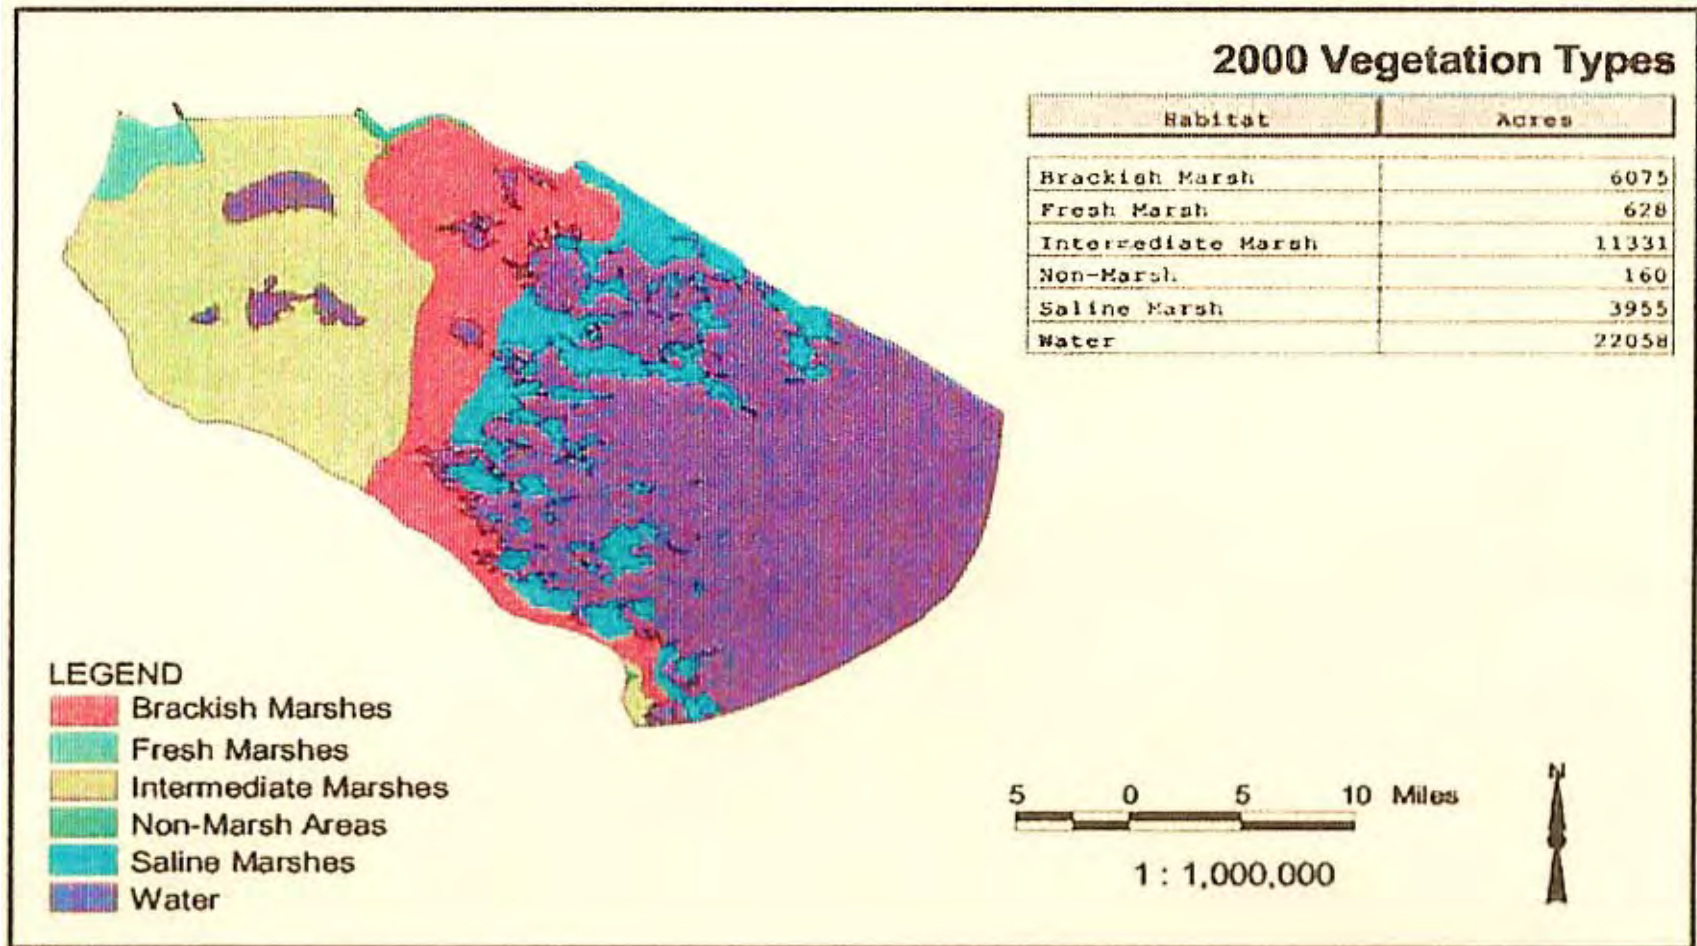 2000 Vegetation Types
Habitat Acres
Brackish Marsh 6075
Fresh Marsh 628
Intermediate Marsh 11331
Non-Marsh 160
Saline Marsh 3955
Water 22058
LEGEND
Brackish Marshes
Fresh Marshes
Intermediate Marshes
Non-Marsh Areas
Saline Marshes
Water
5 0 5 10 Miles
1 : 1,000,000
N